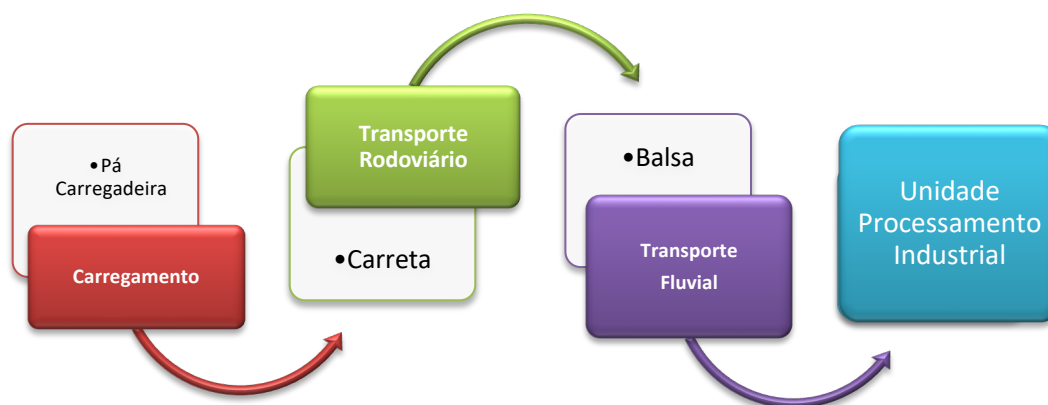 •Pá
Carregadeira
Carregamento
Transporte
Rodoviário
•Carreta
•Balsa
Transporte
Fluvial
Unidade
Processamento
Industrial